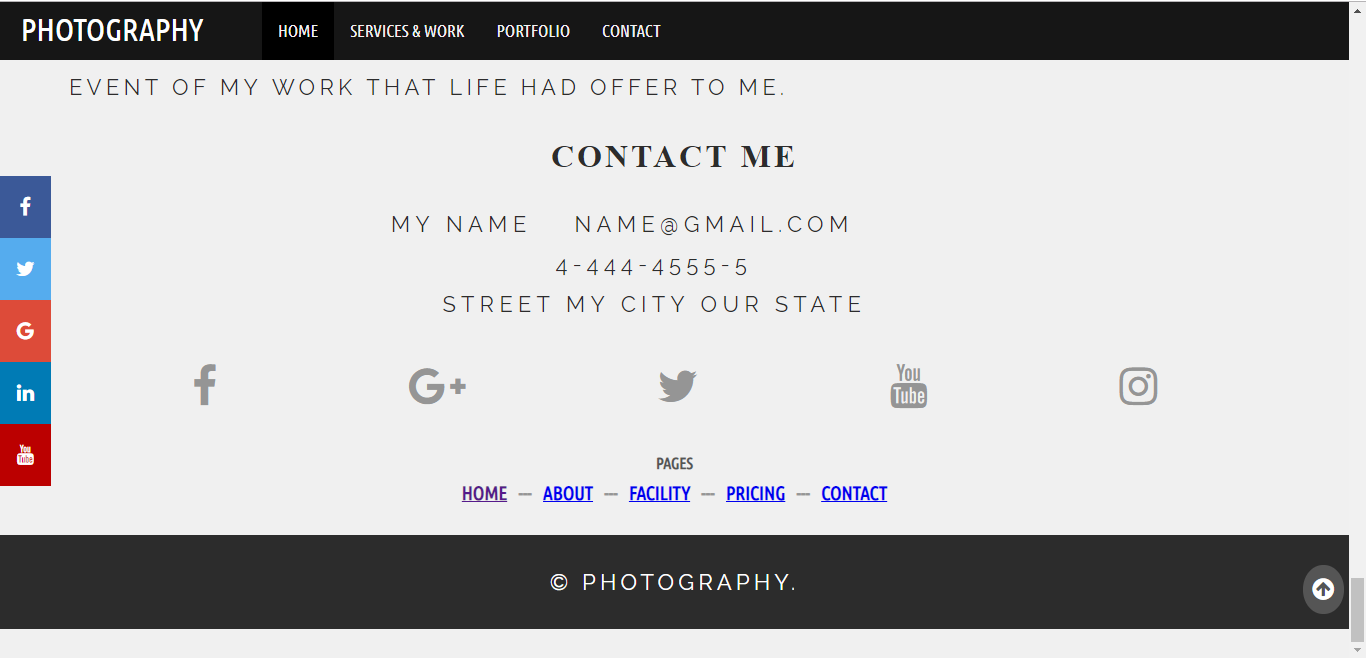 PHOTOGRAPHY HOME SERVICES & WORK PORTFOLIO CONTACT
EVENT OF MY WORK THAT LIFE HAD OFFER TO ME.
CONTACT ME
MY NAME NAME@GMAIL.COM
4-444-4555-5
STREET MY CITY OUR STATE
You Tube
You Tube
PAGES
HOME — ABOUT — FACILITY — PRICING — CONTACT
© PHOTOGRAPHY.